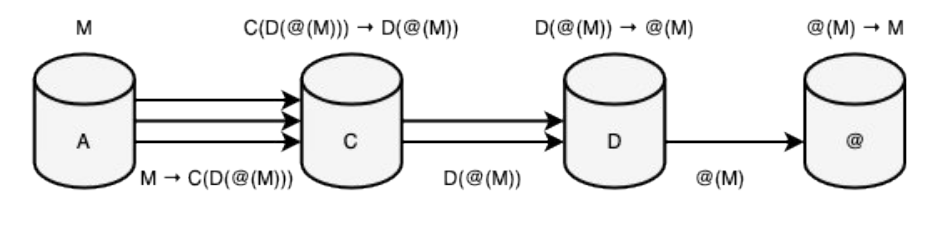 M
C(D(@(M))) → D(@(M))
D(@(M)) → @(M)
@(M) → M
A
C
D
@
M → C(D(@(M)))
D(@(M))
@(M)